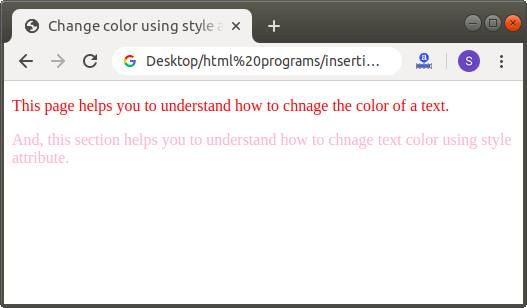 Change color using style a
Desktop/html%20programs/inserti…
S
This page helps you to understand how to chnage the color of a text.
And, this section helps you to understand how to chnage text color using style
attribute.